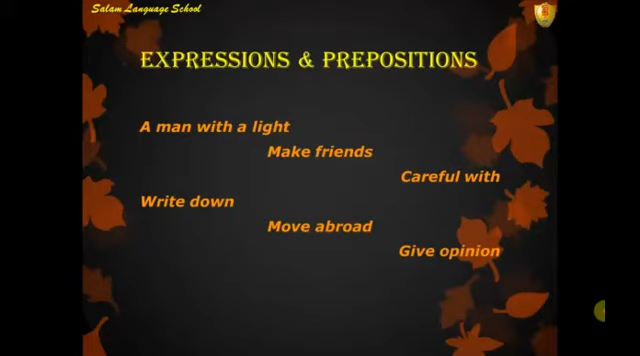 Salam Language School
EXPRESSIONS & PREPOSITIONS
A man with a light
Make friends
Careful with
Write down
Move abroad
Give opinion